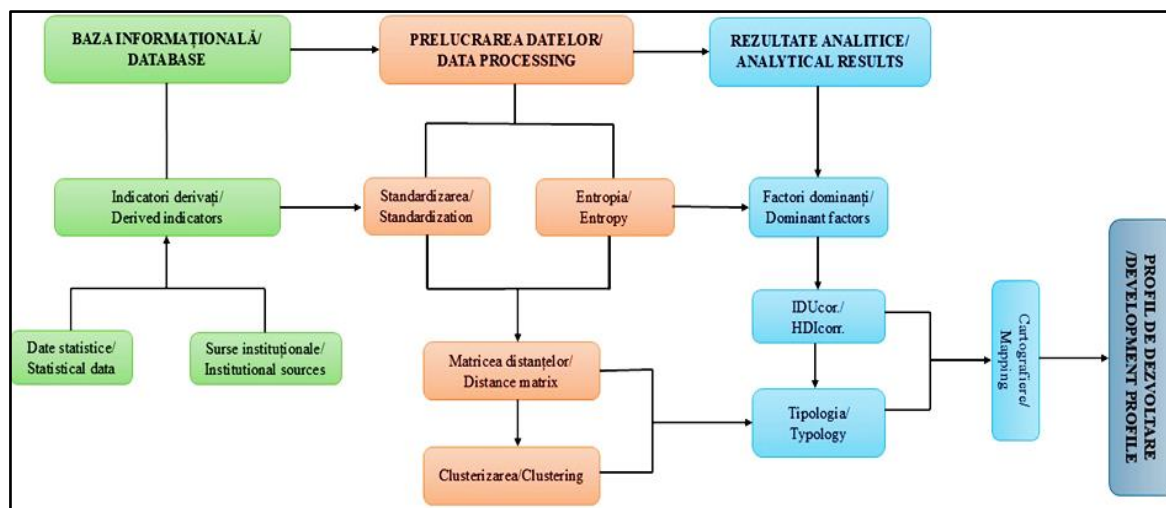 BAZA INFORMAȚIONALĂ/
DATABASE
PRELUCRAREA DATELOR/
DATA PROCESSING
REZULTATE ANALITICE/
ANALYTICAL RESULTS
Indicatori derivați/
Derived indicators
Standardizarea/
Standardization
Entropia/
Entropy
Factori dominanți/
Dominant factors
Date statistice/
Statistical data
Surse instituționale/
Institutional sources
Matricea distanțelor/
Distance matrix
Clusterizarea/Clustering
IDUcor./
HDIcorr.
Tipologia/
Typology
Cartografiere/
Mapping
PROFIL DE DEZVOLTARE
/DEVELOPMENT PROFILE